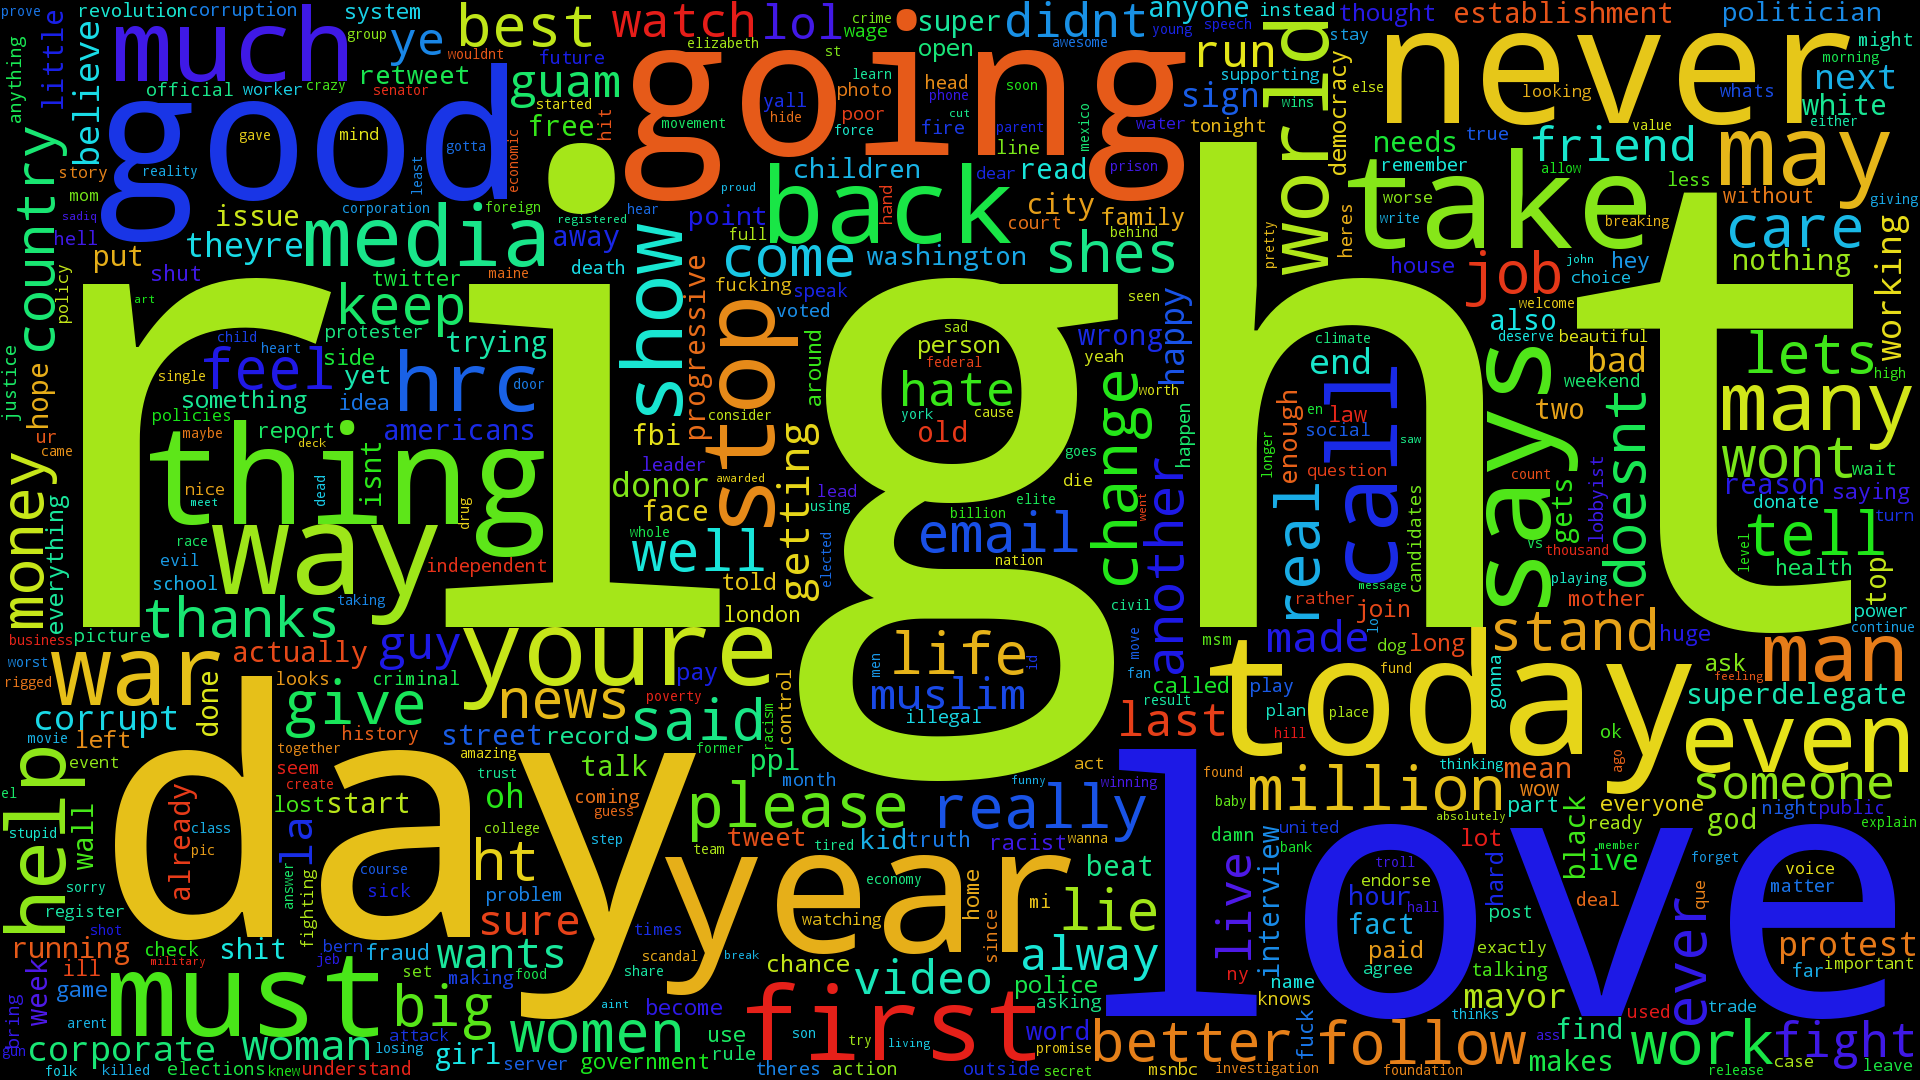 prove revolution corruption system best watch lol crime wage super didnt anyone young speech instead thought establishment politician
anything little much group ye wouldnt elizabeth st open run stay might
believe official worker crazy retweet senator future guam going awesome world never morning
good started learn head soon supporting democracy else looking next whats
country gave mind gotta free hit movement yall hide photo phone poor force cut fire line parent mexico sign water tonight wins white either
story reality least economic media children dear read prison needs true friend value may
mom sadiq hell issue corporation foreign registered hear proud point back hand city court family behind remember take allow less without giving
put theyre away full come washington shes heres worse write breaking care
policy shut twitter maine death show fucking speak pretty house job hey john choice nothing working
justice art keep protester voted seen happy also welcome
hope child heart side trying stop progressive around sad person federal wrong yeah climate end deserve beautiful bad lets high
right
feel single yet hrc door hate york cause old worth change call weekend many
ur something idea consider en law social saw says two
policies maybe report deck americans fbi enough question doesnt wont wait
came thing isnt leader donor awarded lead using goes die happen longer count reason saying
money nice meet dead drug face elite another real candidates gets lobbyist donate turn
everything race way whole well getting email billion nation went vs thousand tell level
evil school independent told elected civil message playing health
thanks taking london rather join mother top power
business picture youre life men id move lo made dog long stand huge continue
worst war actually guy pay muslim msm fund man
rigged looks criminal news poverty illegal fan called play gonna ask feeling
corrupt done give said racism control result today place superdelegate
movie left history street record former last plan hill ok even
event together amazing ppl month act funny winning found thinking mean ago someone
el help seem create trust talk coming please really million wow
wall already lost start oh guess baby absolutely part everyone night public
stupid class la college step tweet kid truth racist wanna damn united lot ready god explain
pic day ht team tired beat bank black ive member forget
sorry course answer sick problem year economy home love troll endorse voice matter
register sure watching mi lie live interview hour hall hard post deal que
shot fighting times since fact exactly ever
running check shit bern fraud wants scandal break alway paid protest
ill military jeb set making food share chance video police ny name agree talking far important
week game must big aint become asking knows mayor used trade
bring arent attack women use first son try living word fuck thinks ass find work fight
gun corporate woman losing girl server government rule promise better follow makes case
folk killed elections knew understand theres action outside secret msnbc investigation foundation release leave